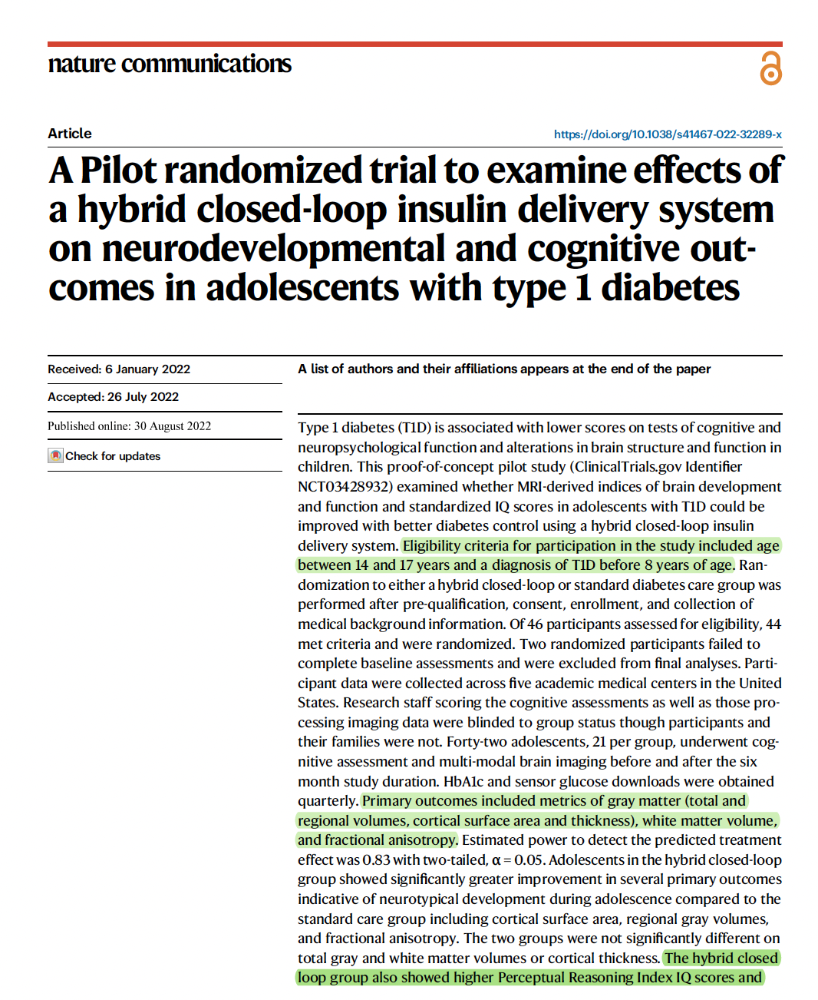 nature communications
Article
https://doi.org/10.1038/s41467-022-32289-x
A Pilot randomized trial to examine effects of
a hybrid closed-loop insulin delivery system
on neurodevelopmental and cognitive out-
comes in adolescents with type 1 diabetes
Received: 6 January 2022
Accepted: 26 July 2022
Published online: 30 August 2022
Check for updates
A list of authors and their affiliations appears at the end of the paper
Type 1 diabetes (T1D) is associated with lower scores on tests of cognitive and
neuropsychological function and alterations in brain structure and function in
children. This proof-of-concept pilot study (ClinicalTrials.gov Identifier
NCT03428932) examined whether MRI-derived indices of brain development
and function and standardized IQ scores in adolescents with T1D could be
improved with better diabetes control using a hybrid closed-loop insulin
delivery system. Eligibility criteria for participation in the study included age
between 14 and 17 years and a diagnosis of T1D before 8 years of age. Ran-
domization to either a hybrid closed-loop or standard diabetes care group was
performed after pre-qualification, consent, enrollment, and collection of
medical background information. Of 46 participants assessed for eligibility, 44
met criteria and were randomized. Two randomized participants failed to
complete baseline assessments and were excluded from final analyses. Parti-
cipant data were collected across five academic medical centers in the United
States. Research staff scoring the cognitive assessments as well as those pro-
cessing imaging data were blinded to group status though participants and
their families were not. Forty-two adolescents, 21 per group, underwent cog-
nitive assessment and multi-modal brain imaging before and after the six
month study duration. HbA1c and sensor glucose downloads were obtained
quarterly. Primary outcomes included metrics of gray matter (total and
regional volumes, cortical surface area and thickness), white matter volume,
and fractional anisotropy. Estimated power to detect the predicted treatment
effect was 0.83 with two-tailed, α = 0.05. Adolescents in the hybrid closed-loop
group showed significantly greater improvement in several primary outcomes
indicative of neurotypical development during adolescence compared to the
standard care group including cortical surface area, regional gray volumes,
and fractional anisotropy. The two groups were not significantly different on
total gray and white matter volumes or cortical thickness. The hybrid closed
loop group also showed higher Perceptual Reasoning Index IQ scores and